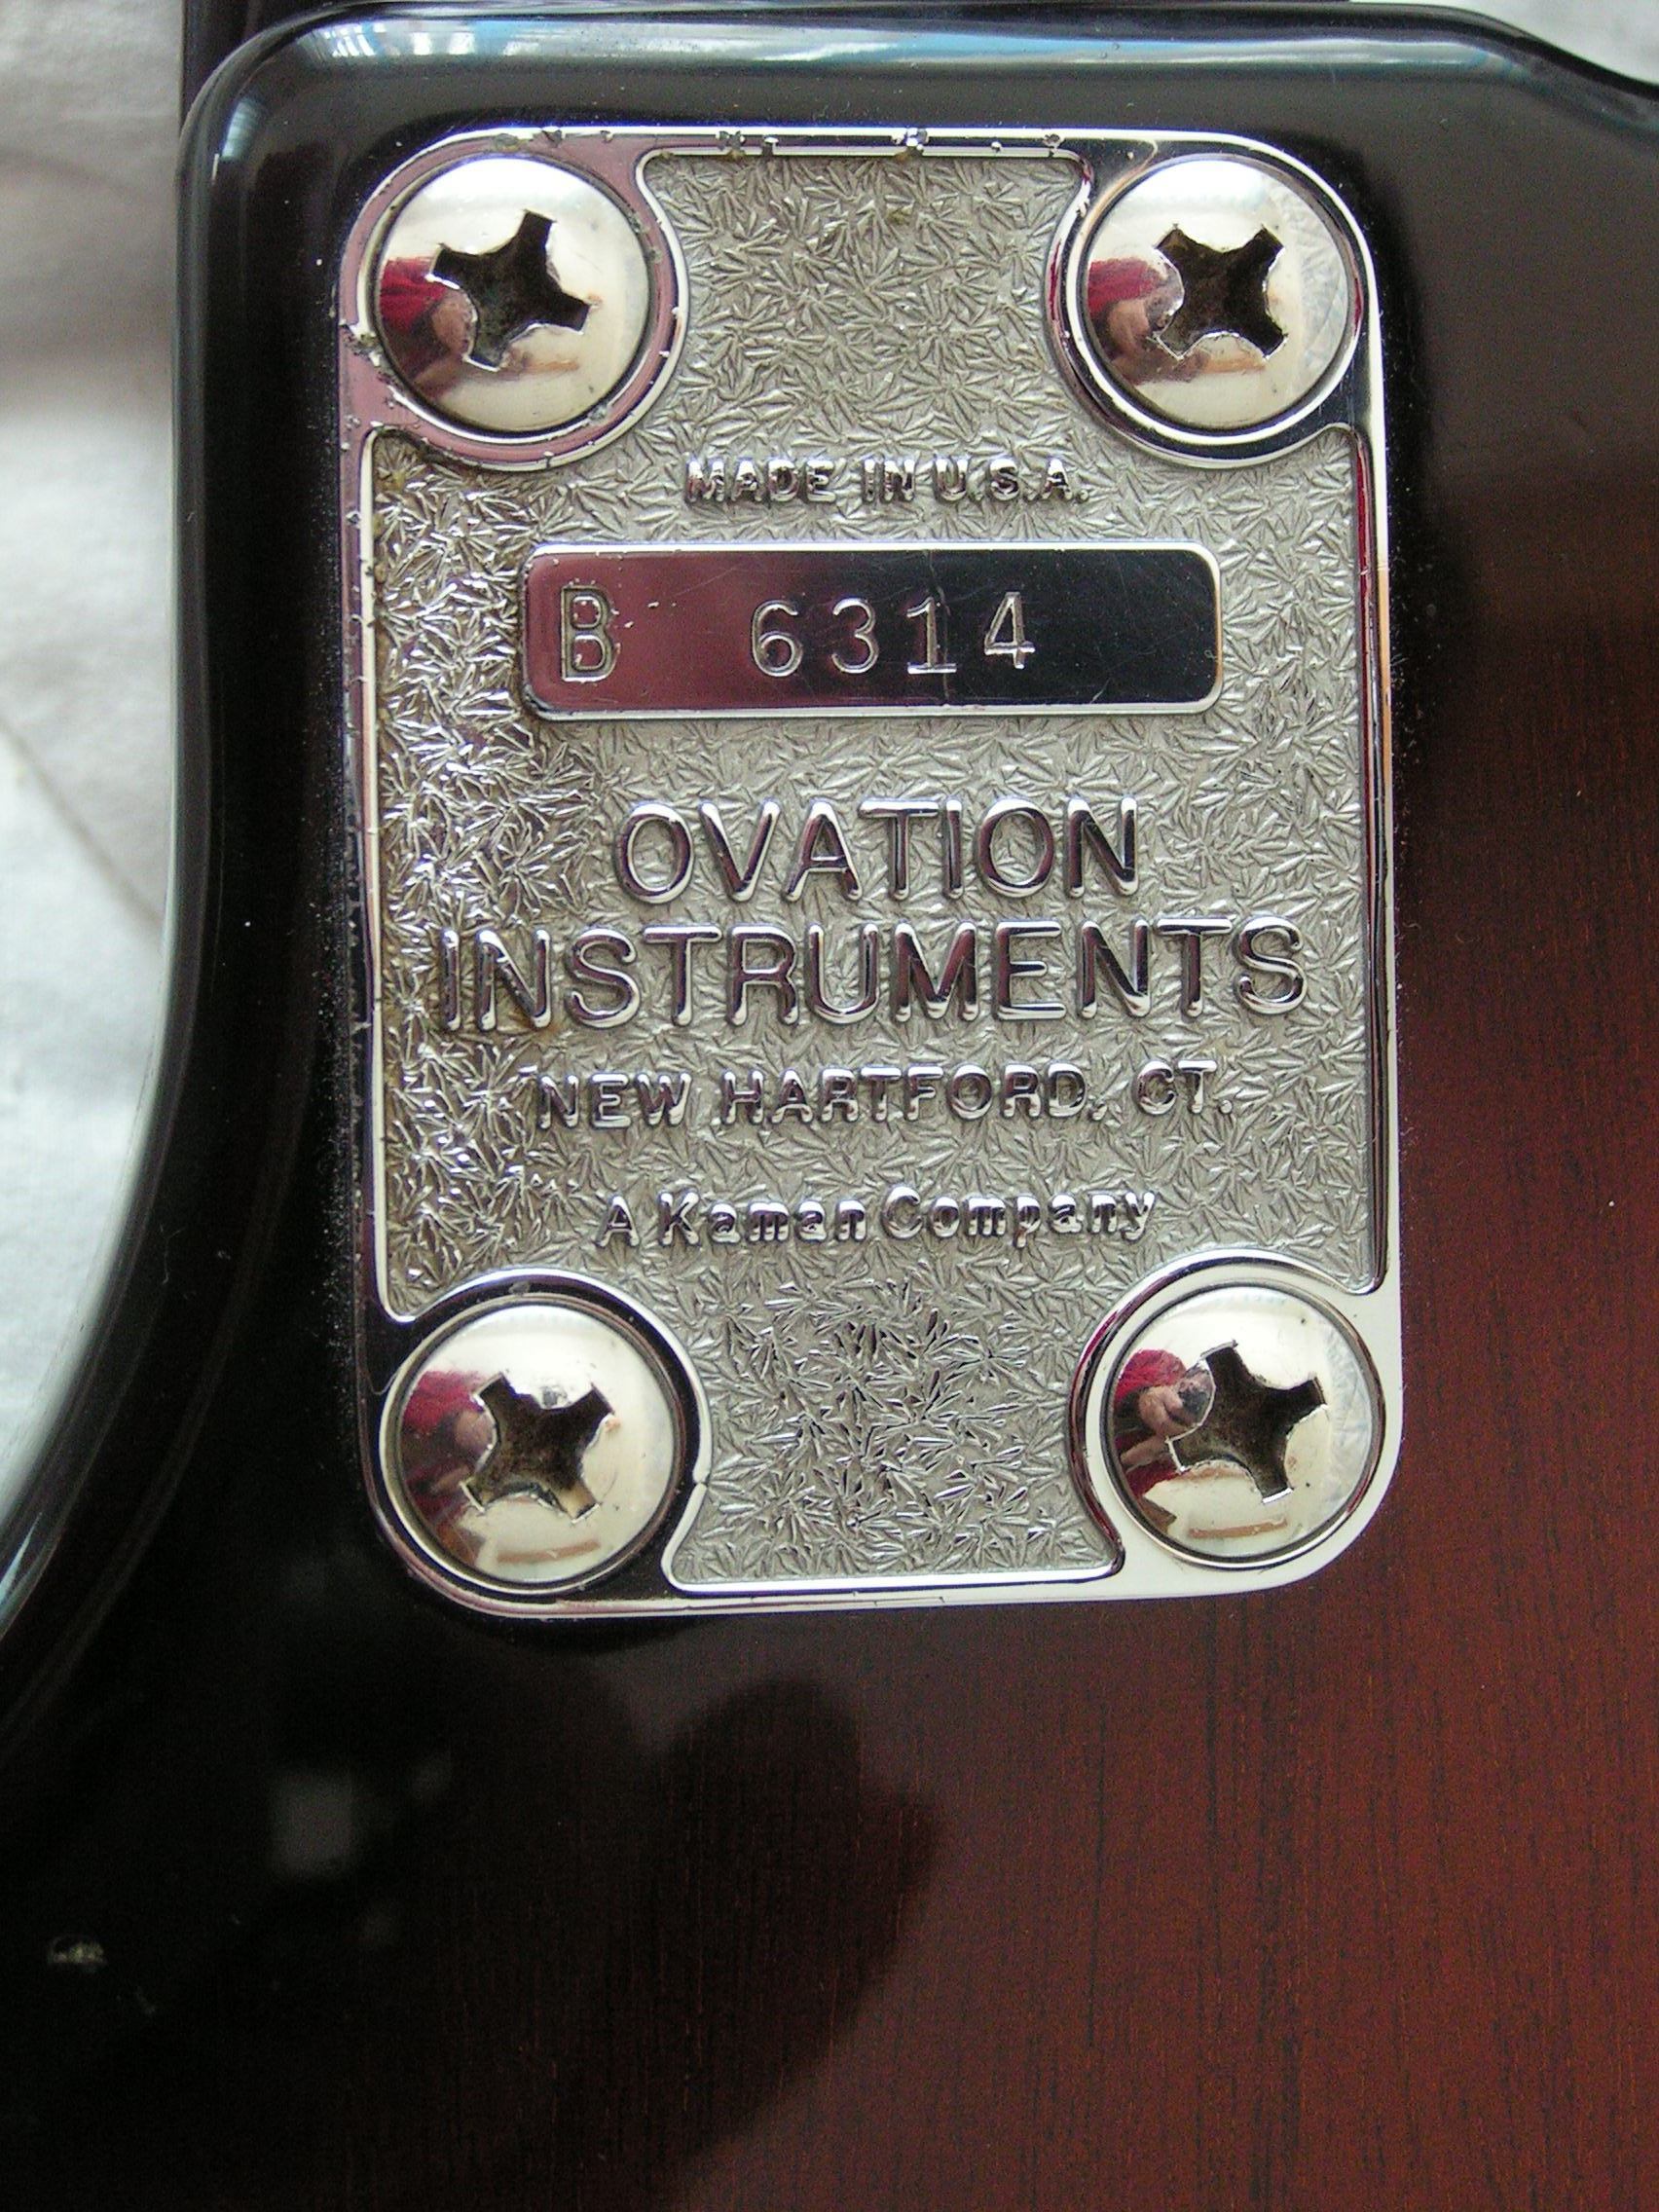 MADE IN U.S.A.
B 6314
OVATION
INSTRUMENTS
NEW HARTFORD, CT.
A Kaman Company